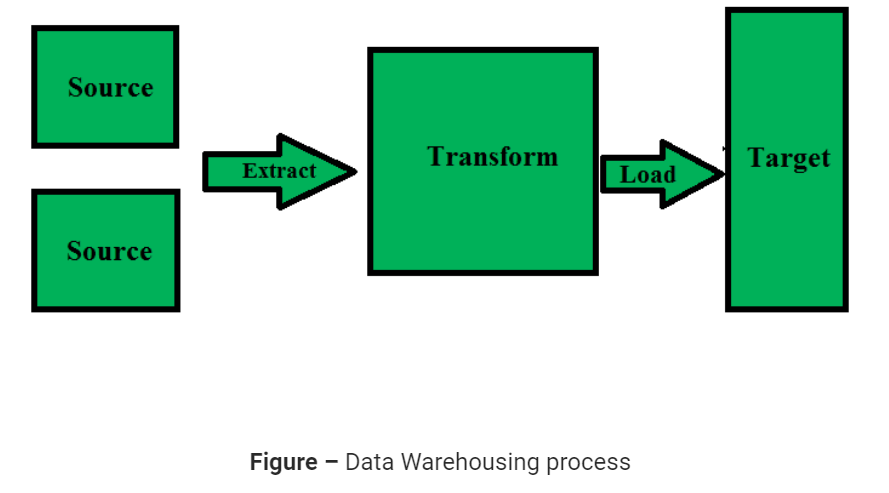 Source
Source
Extract
Transform
Load
Target
Figure – Data Warehousing process